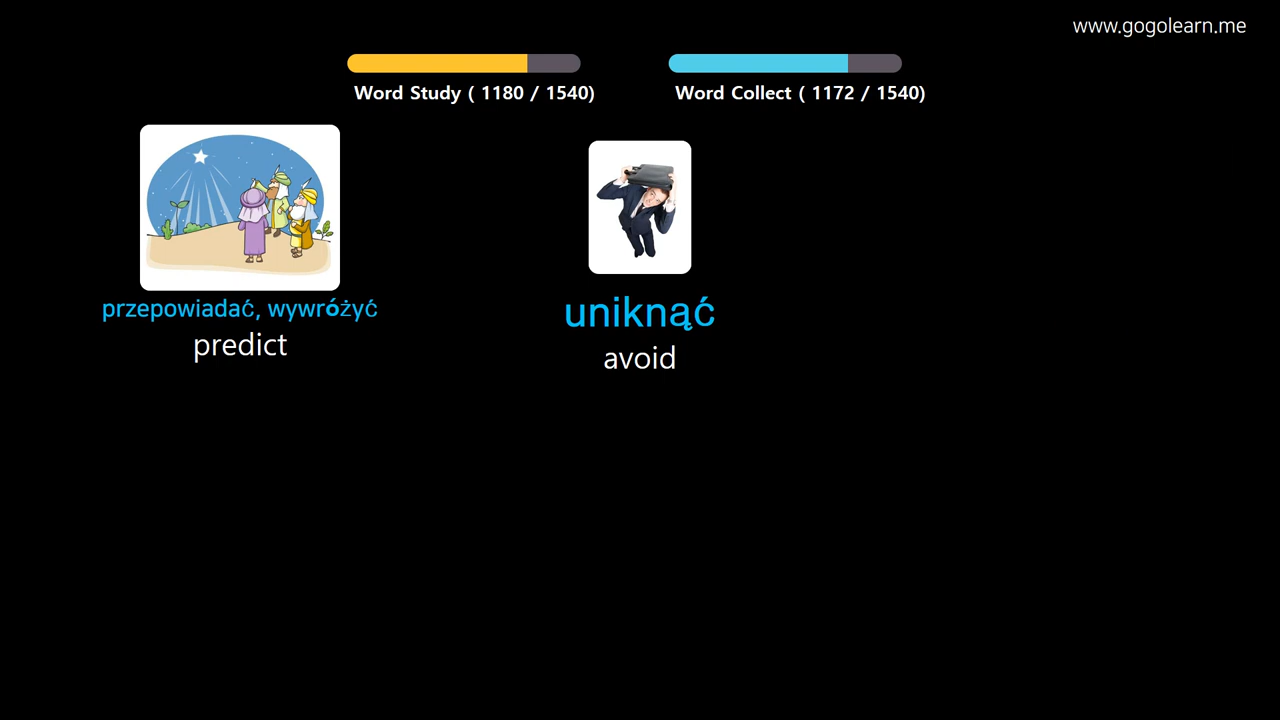 www.gogolearn.me
Word Study ( 1180 / 1540)
Word Collect ( 1172 / 1540)
przepowiadać, wywróżyć
predict
uniknąć
avoid